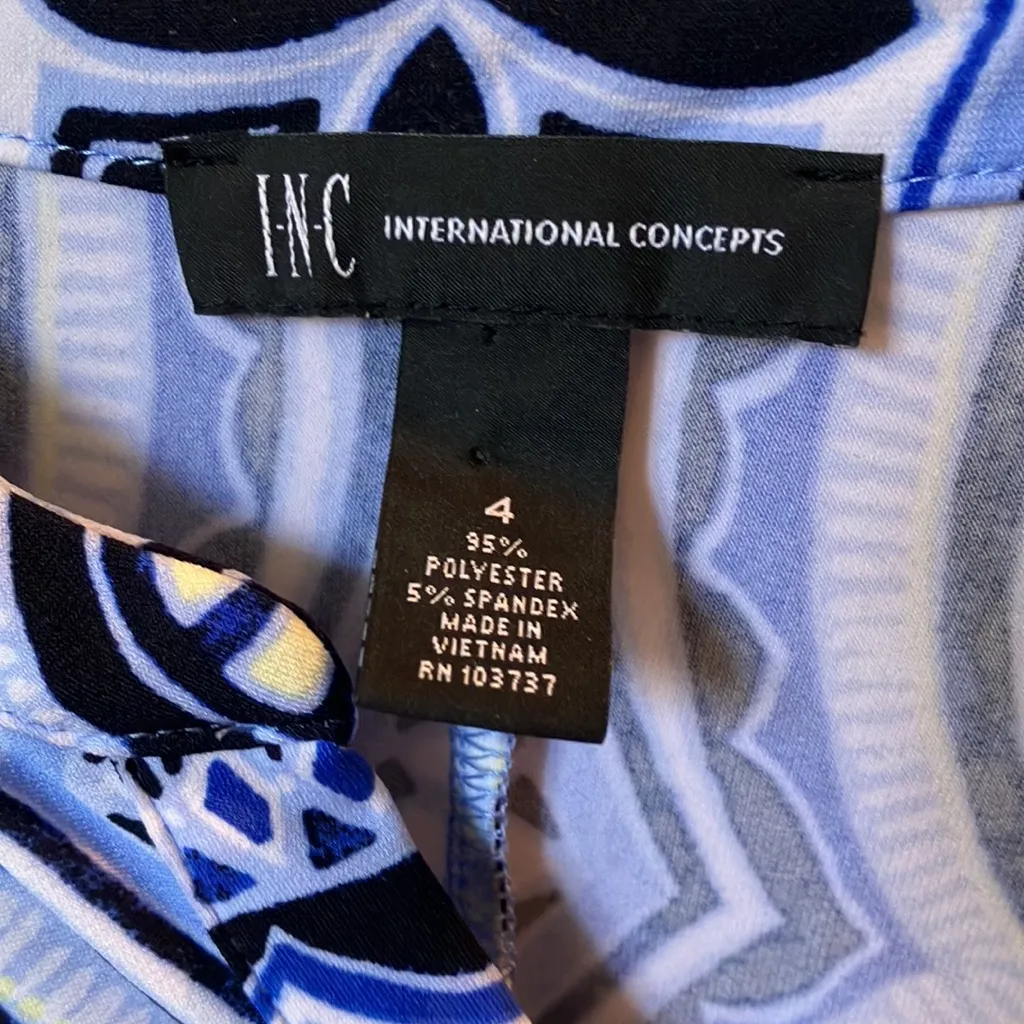 I·N·C INTERNATIONAL CONCEPTS
4
95%
POLYESTER
5% SPANDEX
MADE IN
VIETNAM
RN 103737